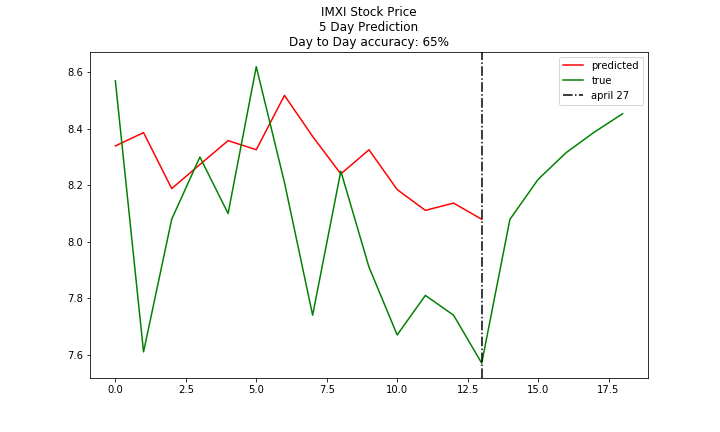 IMXI Stock Price
5 Day Prediction
Day to Day accuracy: 65%
predicted
true
april 27
8.6
8.4
8.2
8.0
7.8
7.6
0.0 2.5 5.0 7.5 10.0 12.5 15.0 17.5